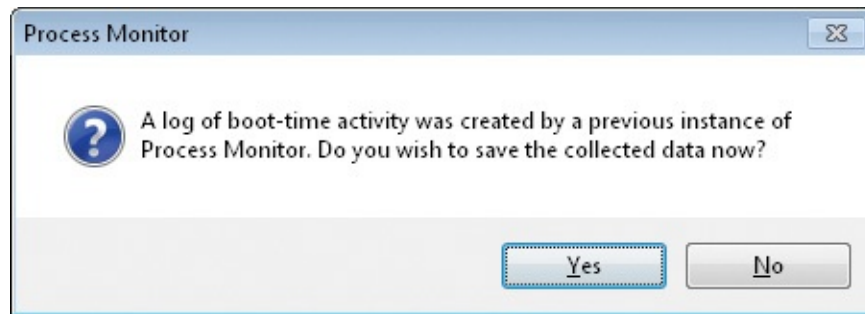 Process Monitor
A log of boot-time activity was created by a previous instance of
Process Monitor. Do you wish to save the collected data now?
Yes
No